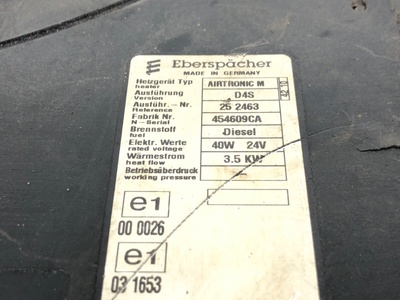 Eberspächer
MADE IN GERMANY
Heizgerät Typ AIRTRONIC M
heater
Ausführung D4S
Version
Ausführ.-Nr. 25 2463
Reference
Fabrik Nr. 454609CA
N-Serial
Brennstoff Diesel
fuel
Elektr. Werte 40W 24V
rated voltage
Wärmestrom 3.5 KW
heat flow
Betriebsüberdruck —
working pressure
e1
00 0026
e1
03 1653